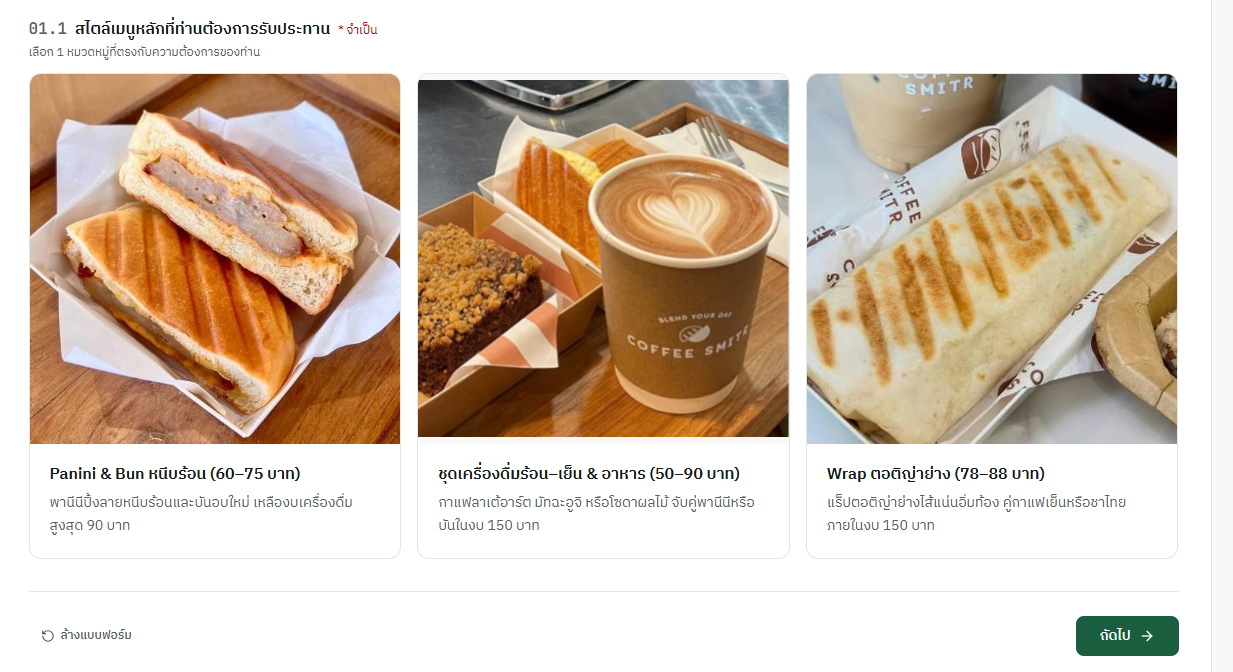 01.1 สไตล์เมนูหลักที่ท่านต้องการรับประทาน * จำเป็น
เลือก 1 หมวดหมู่ที่ตรงกับความต้องการของท่าน
BLEND YOUR DAY
COFFEE SMITR
SMITR
Panini & Bun หนีบร้อน (60–75 บาท)
พานีนีปิ้งลายหนีบร้อนและบันอบใหม่ เหลืองบเครื่องดื่ม
สูงสุด 90 บาท
ชุดเครื่องดื่มร้อน–เย็น & อาหาร (50–90 บาท)
กาแฟลาเต้อาร์ต มัทฉะอูจิ หรือโซดาผลไม้ จับคู่พานีนีหรือ
บันในงบ 150 บาท
Wrap ตอติญ่าย่าง (78–88 บาท)
แร็ปตอติญ่าย่างไส้แน่นอิ่มท้อง คู่กาแฟเย็นหรือชาไทย
ภายในงบ 150 บาท
ล้างแบบฟอร์ม
ถัดไป